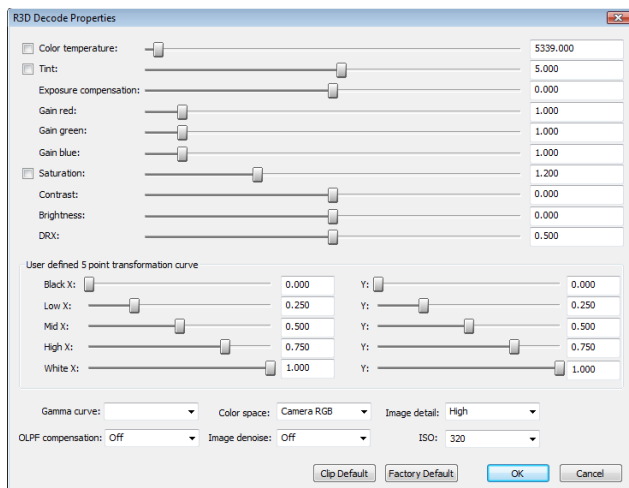 R3D Decode Properties
Color temperature: 5339.000
Tint: 5.000
Exposure compensation: 0.000
Gain red: 1.000
Gain green: 1.000
Gain blue: 1.000
Saturation: 1.200
Contrast: 0.000
Brightness: 0.000
DRX: 0.500
User defined 5 point transformation curve
Black X: 0.000 Y: 0.000
Low X: 0.250 Y: 0.250
Mid X: 0.500 Y: 0.500
High X: 0.750 Y: 0.750
White X: 1.000 Y: 1.000
Gamma curve: Color space: Camera RGB Image detail: High
OLPF compensation: Off Image denoise: Off ISO: 320
Clip Default Factory Default OK Cancel